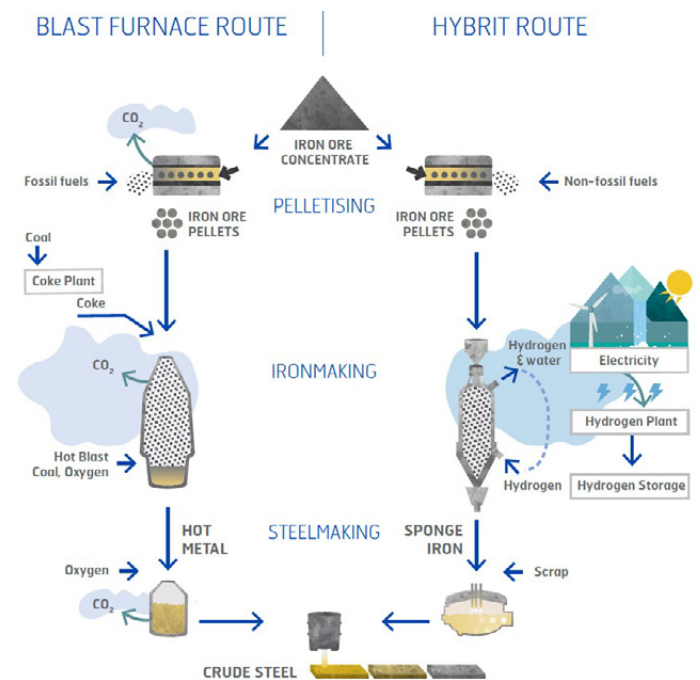 BLAST FURNACE ROUTE
HYBRIT ROUTE
CO2
IRON ORE
CONCENTRATE
Fossil fuels
Non-fossil fuels
PELLETISING
IRON ORE
PELLETS
IRON ORE
PELLETS
Coal
Coke Plant
Coke
CO2
IRONMAKING
Hydrogen
& water
Electricity
Hydrogen Plant
Hot Blast
Coal, Oxygen
Hydrogen
Hydrogen Storage
HOT
METAL
STEELMAKING
SPONGE
IRON
Oxygen
Scrap
CO2
CRUDE STEEL